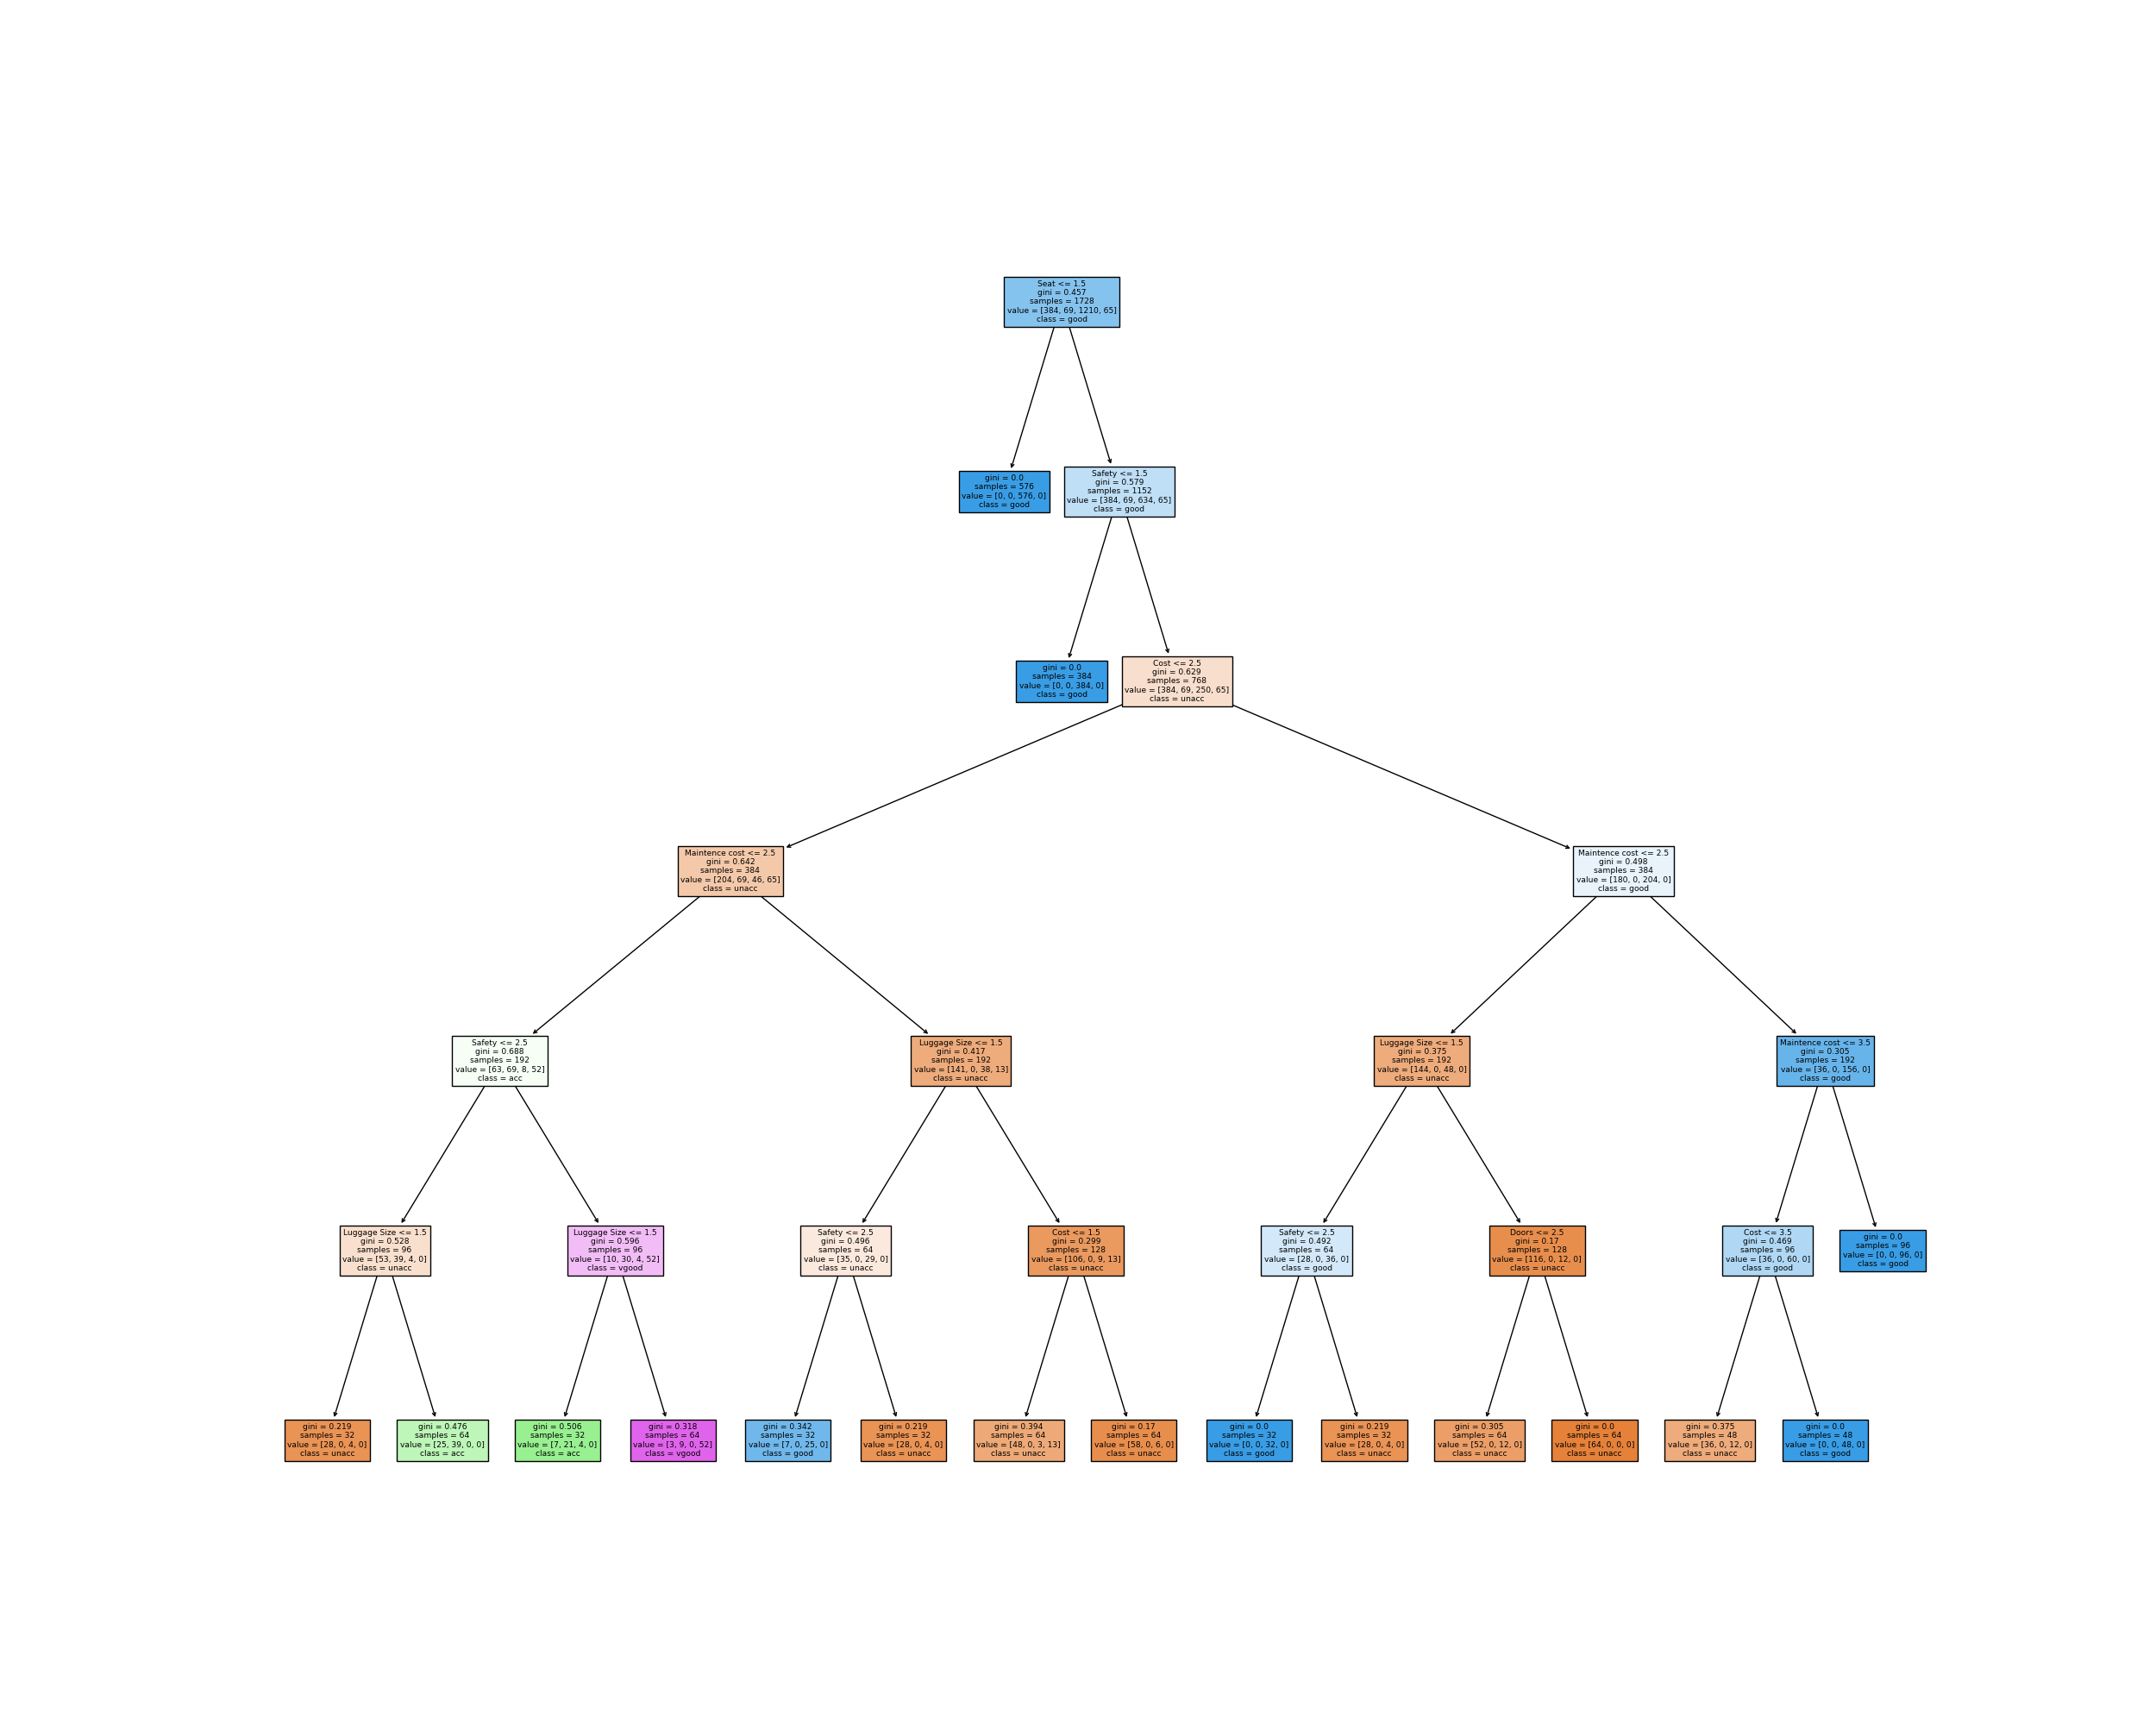 Seat <= 1.5
gini = 0.457
samples = 1728
value = [384, 69, 1210, 65]
class = good
gini = 0.0
samples = 576
value = [0, 0, 576, 0]
class = good
Safety <= 1.5
gini = 0.579
samples = 1152
value = [384, 69, 634, 65]
class = good
gini = 0.0
samples = 384
value = [0, 0, 384, 0]
class = good
Cost <= 2.5
gini = 0.629
samples = 768
value = [384, 69, 250, 65]
class = unacc
Maintence cost <= 2.5
gini = 0.642
samples = 384
value = [204, 69, 46, 65]
class = unacc
Maintence cost <= 2.5
gini = 0.498
samples = 384
value = [180, 0, 204, 0]
class = good
Safety <= 2.5
gini = 0.688
samples = 192
value = [63, 69, 8, 52]
class = acc
Luggage Size <= 1.5
gini = 0.417
samples = 192
value = [141, 0, 38, 13]
class = unacc
Luggage Size <= 1.5
gini = 0.375
samples = 192
value = [144, 0, 48, 0]
class = unacc
Maintence cost <= 3.5
gini = 0.305
samples = 192
value = [36, 0, 156, 0]
class = good
Luggage Size <= 1.5
gini = 0.528
samples = 96
value = [53, 39, 4, 0]
class = unacc
Luggage Size <= 1.5
gini = 0.596
samples = 96
value = [10, 30, 4, 52]
class = vgood
Safety <= 2.5
gini = 0.496
samples = 64
value = [35, 0, 29, 0]
class = unacc
Cost <= 1.5
gini = 0.299
samples = 128
value = [106, 0, 9, 13]
class = unacc
Safety <= 2.5
gini = 0.492
samples = 64
value = [28, 0, 36, 0]
class = good
Doors <= 2.5
gini = 0.17
samples = 128
value = [116, 0, 12, 0]
class = unacc
Cost <= 3.5
gini = 0.469
samples = 96
value = [36, 0, 60, 0]
class = good
gini = 0.0
samples = 96
value = [0, 0, 96, 0]
class = good
gini = 0.219
samples = 32
value = [28, 0, 4, 0]
class = unacc
gini = 0.476
samples = 64
value = [25, 39, 0, 0]
class = acc
gini = 0.506
samples = 32
value = [7, 21, 4, 0]
class = acc
gini = 0.318
samples = 64
value = [3, 9, 0, 52]
class = vgood
gini = 0.342
samples = 32
value = [7, 0, 25, 0]
class = good
gini = 0.219
samples = 32
value = [28, 0, 4, 0]
class = unacc
gini = 0.394
samples = 64
value = [48, 0, 3, 13]
class = unacc
gini = 0.17
samples = 64
value = [58, 0, 6, 0]
class = unacc
gini = 0.0
samples = 32
value = [0, 0, 32, 0]
class = good
gini = 0.219
samples = 32
value = [28, 0, 4, 0]
class = unacc
gini = 0.305
samples = 64
value = [52, 0, 12, 0]
class = unacc
gini = 0.0
samples = 64
value = [64, 0, 0, 0]
class = unacc
gini = 0.375
samples = 48
value = [36, 0, 12, 0]
class = unacc
gini = 0.0
samples = 48
value = [0, 0, 48, 0]
class = good